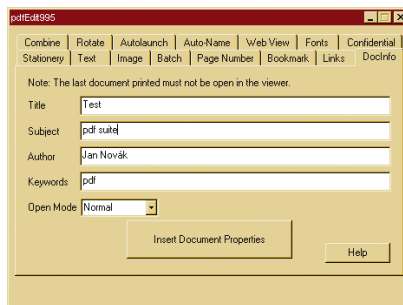 pdfEdit995
Combine Rotate Autolaunch Auto-Name Web View Fonts Confidential
Stationery Text Image Batch Page Number Bookmark Links DocInfo
Note: The last document printed must not be open in the viewer.
Title Test
Subject pdf suite
Author Jan Novák
Keywords pdf
Open Mode Normal
Insert Document Properties
Help